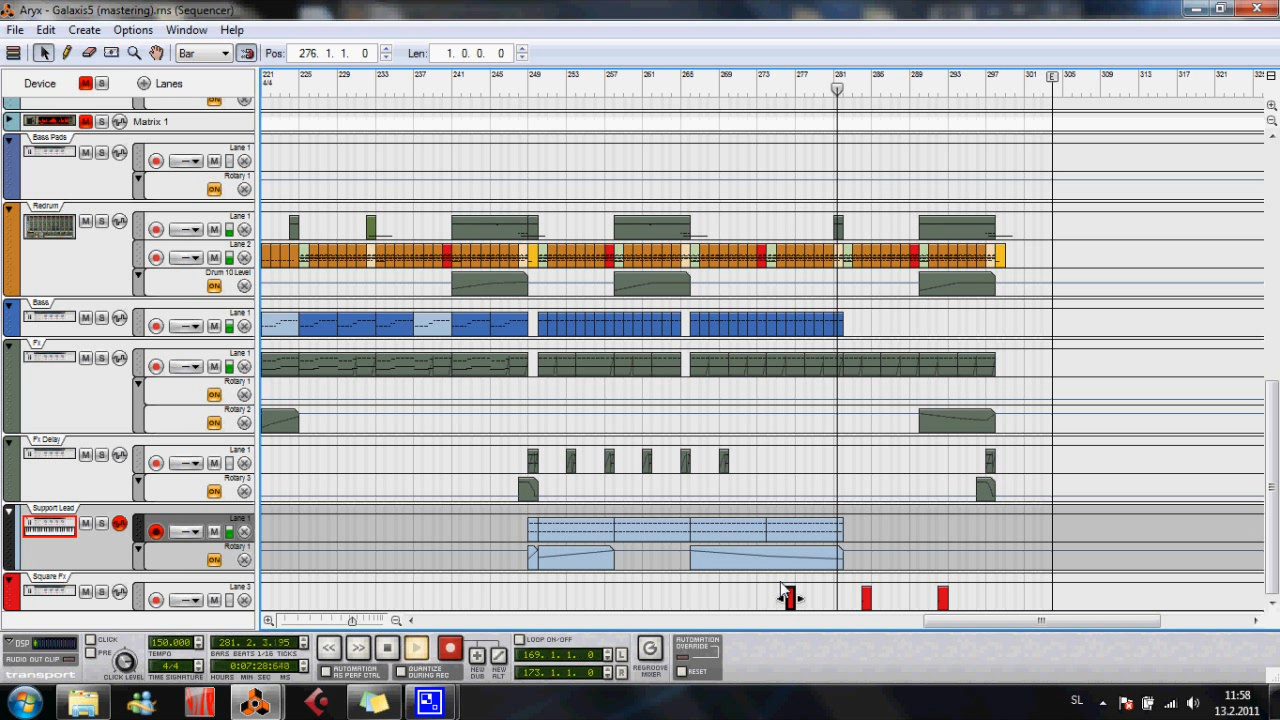 Aryx - Galaxis5 (mastering).rns (Sequencer)
File Edit Create Options Window Help
Bar Pos: 276. 1. 1. 0 Len: 1. 0. 0. 0
Device M S Lanes
221 225 229 233 237 241 245 249 253 257 261 265 269 273 277 281 285 289 293 297 301 E 305 309 313 317 321
4/4
ON
M S Matrix 1
Bass Pads
M S Lane 1
M
Rotary 1
ON
Redrum
M S Lane 1
M
Lane 2
M
Drum 10 Level
ON
Bass
M S Lane 1
M
Fx
M S Lane 1
M
Rotary 1
ON
Rotary 2
ON
Fx Delay
M S Lane 1
M
Rotary 3
ON
Support Lead
M S Lane 1
M
Rotary 1
ON
Square Fx
M S Lane 3
M
DSP
AUDIO OUT CLIP
transport
CLICK
PRE
CLICK LEVEL
150.000
TEMPO
4/4
TIME SIGNATURE
281. 2. 3. 95
BARS BEATS 1/16 TICKS
0:07:28:640
HOURS MIN SEC MS
AUTOMATION AS PERF CTRL
QUANTIZE DURING REC
NEW DUB
NEW ALT
LOOP ON/OFF
169. 1. 1. 0 L
173. 1. 1. 0 R
REGROOVE MIXER
AUTOMATION OVERRIDE
RESET
SL
11:58
13.2.2011